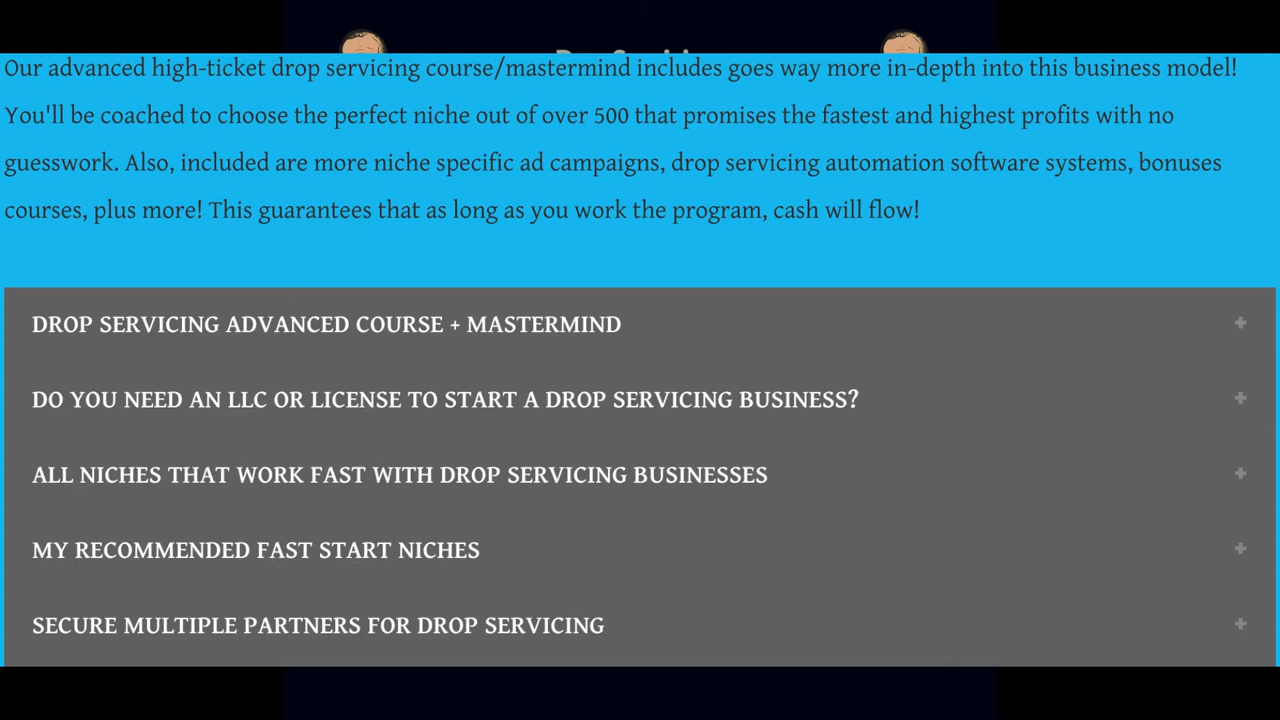 Our advanced high-ticket drop servicing course/mastermind includes goes way more in-depth into this business model!
You'll be coached to choose the perfect niche out of over 500 that promises the fastest and highest profits with no
guesswork. Also, included are more niche specific ad campaigns, drop servicing automation software systems, bonuses
courses, plus more! This guarantees that as long as you work the program, cash will flow!
DROP SERVICING ADVANCED COURSE + MASTERMIND
DO YOU NEED AN LLC OR LICENSE TO START A DROP SERVICING BUSINESS?
ALL NICHES THAT WORK FAST WITH DROP SERVICING BUSINESSES
MY RECOMMENDED FAST START NICHES
SECURE MULTIPLE PARTNERS FOR DROP SERVICING